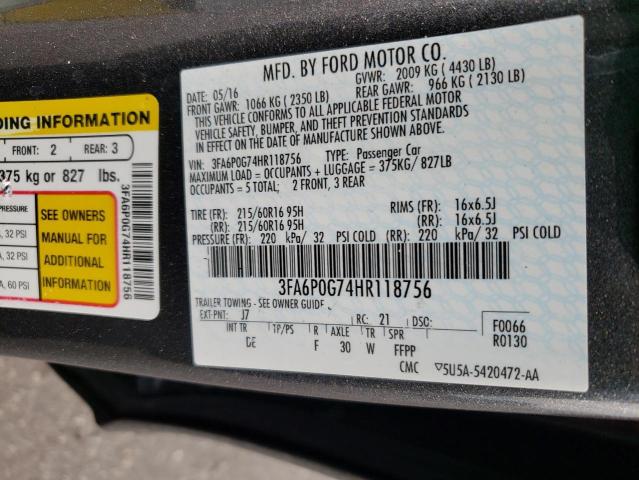 DING INFORMATION
FRONT: 2 REAR: 3
375 kg or 827 lbs.
PRESSURE
, 32 PSI
, 32 PSI
, 60 PSI
SEE OWNERS
MANUAL FOR
ADDITIONAL
INFORMATION
3FA6P0G74HR118756
MFD. BY FORD MOTOR CO.
DATE: 05/16 GVWR: 2009 KG ( 4430 LB)
FRONT GAWR: 1066 KG ( 2350 LB) REAR GAWR: 966 KG ( 2130 LB)
THIS VEHICLE CONFORMS TO ALL APPLICABLE FEDERAL MOTOR
VEHICLE SAFETY, BUMPER, AND THEFT PREVENTION STANDARDS
IN EFFECT ON THE DATE OF MANUFACTURE SHOWN ABOVE.
VIN: 3FA6P0G74HR118756 TYPE: Passenger Car
MAXIMUM LOAD = OCCUPANTS + LUGGAGE = 375KG/ 827LB
OCCUPANTS = 5 TOTAL: 2 FRONT, 3 REAR
TIRE (F): 215/60R16 95H RIMS (F): 16x6.5J
(R): 215/60R16 95H (R): 16x6.5J
PRESSURE (F): 220 kPa/ 32 PSI COLD (R): 220 kPa/ 32 PSI COLD
3FA6P0G74HR118756
TRAILER TOWING - SEE OWNER GUIDE
EXT PNT: J7 RC: 21 DSO: F0066
INT TR TP/PS R AXLE TR SPR R0130
DE F 30 W FFPP
CMC ▽5U5A-5420472-AA